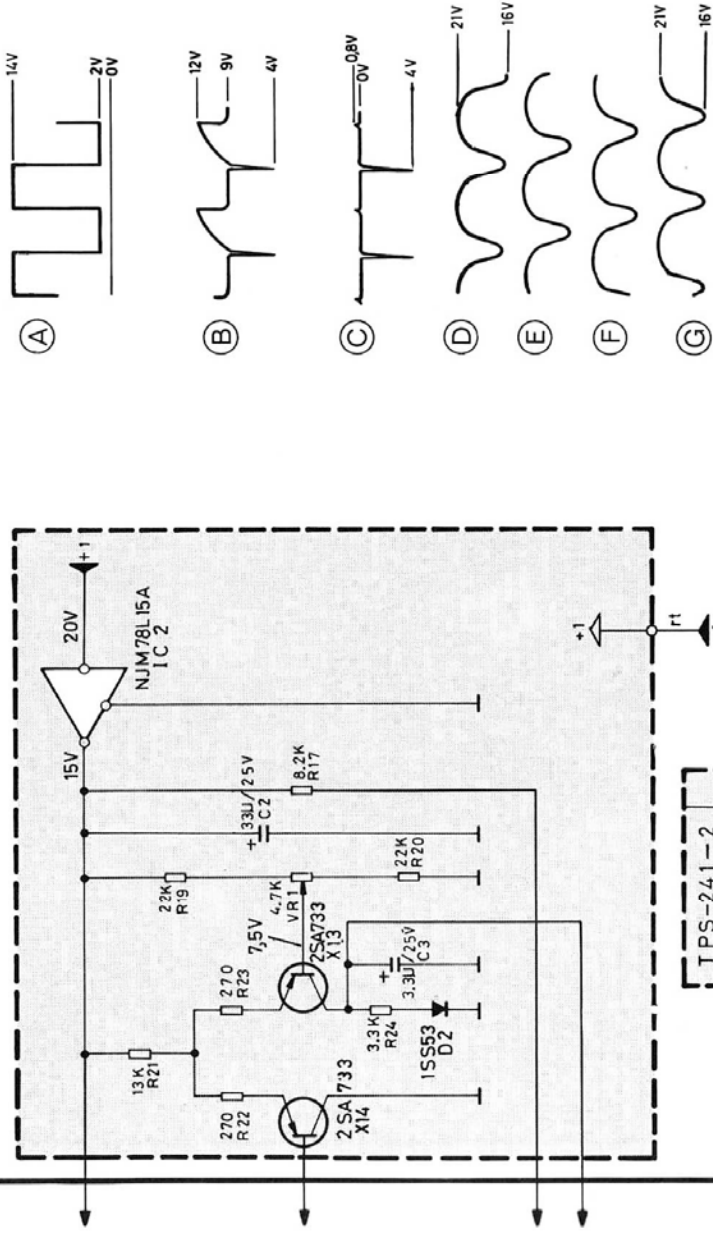 +1
20V
NJM78L15A
IC 2
15V
8.2K
R17
+ 33U/25V
C2
22K
R19
4.7K
VR1
22K
R20
7,5V
2SA733
X13
270
R23
13K
R21
3.3K
R24
+
3.3U/25V
C3
1SS53
D2
270
R22
2SA733
X14
+1
rt
TPS-241-2
A
14V
2V
0V
B
12V
9V
4V
C
0,8V
0V
4V
D
21V
16V
E
F
G
21V
16V